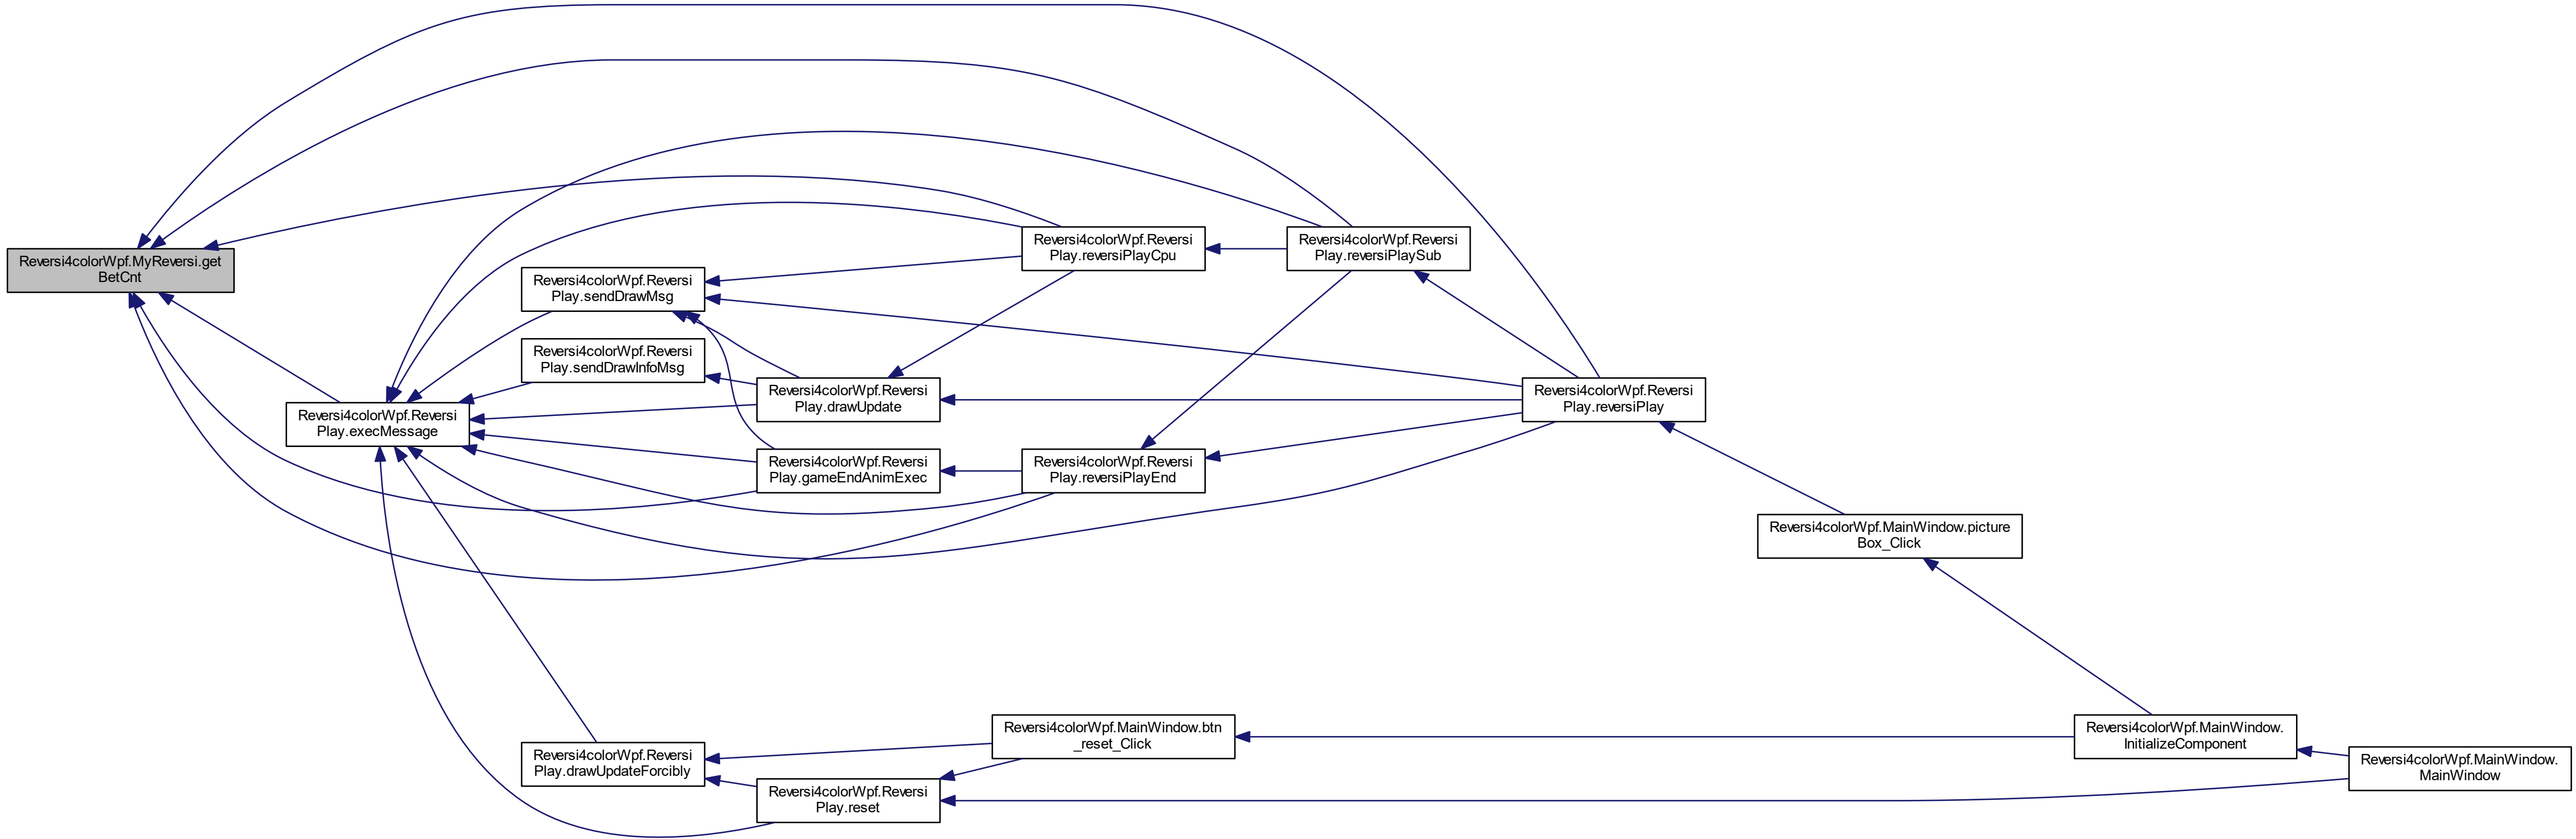 Reversi4colorWpf.MyReversi.get
BetCnt
Reversi4colorWpf.Reversi
Play.execMessage
Reversi4colorWpf.Reversi
Play.sendDrawMsg
Reversi4colorWpf.Reversi
Play.sendDrawInfoMsg
Reversi4colorWpf.Reversi
Play.drawUpdate
Reversi4colorWpf.Reversi
Play.gameEndAnimExec
Reversi4colorWpf.Reversi
Play.reversiPlayCpu
Reversi4colorWpf.Reversi
Play.reversiPlayEnd
Reversi4colorWpf.Reversi
Play.reversiPlaySub
Reversi4colorWpf.Reversi
Play.reversiPlay
Reversi4colorWpf.MainWindow.picture
Box_Click
Reversi4colorWpf.Reversi
Play.drawUpdateForcibly
Reversi4colorWpf.Reversi
Play.reset
Reversi4colorWpf.MainWindow.btn
_reset_Click
Reversi4colorWpf.MainWindow.
InitializeComponent
Reversi4colorWpf.MainWindow.
MainWindow